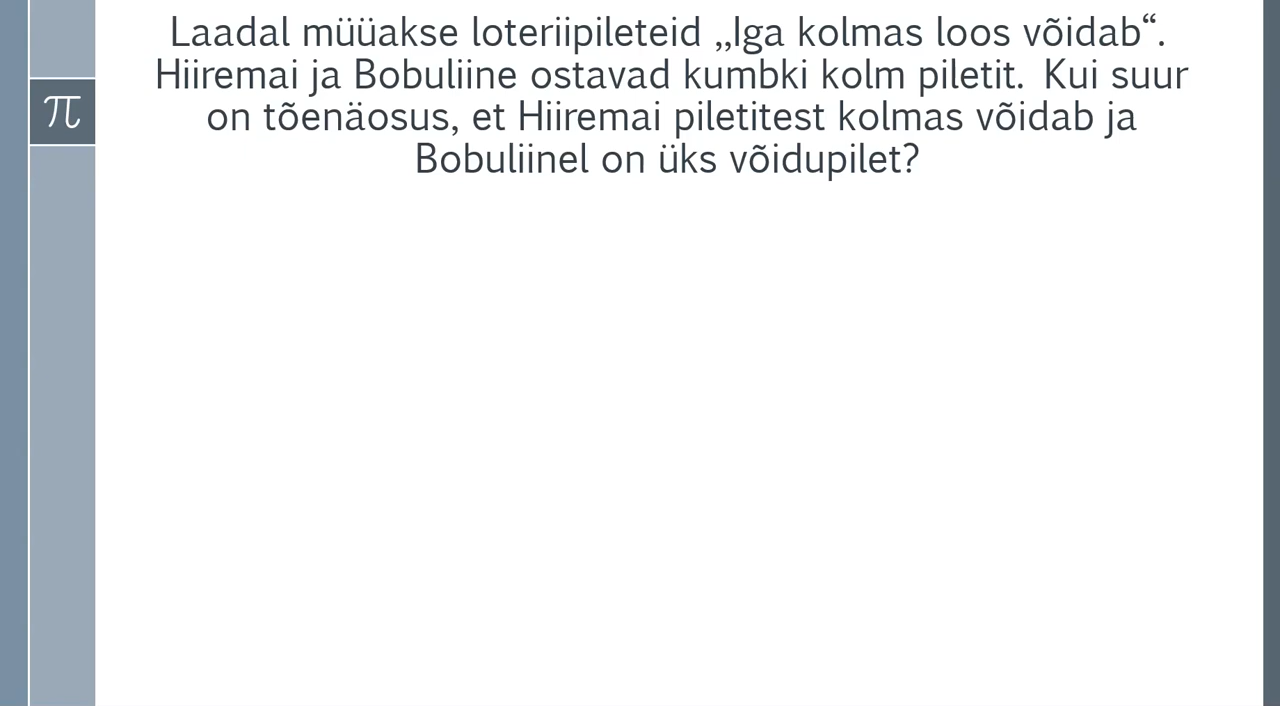 Laadal müüakse loteriipileteid „Iga kolmas loos võidab“.
Hiiremai ja Bobuliine ostavad kumbki kolm piletit. Kui suur
on tõenäosus, et Hiiremai piletitest kolmas võidab ja
Bobuliinel on üks võidupilet?
π